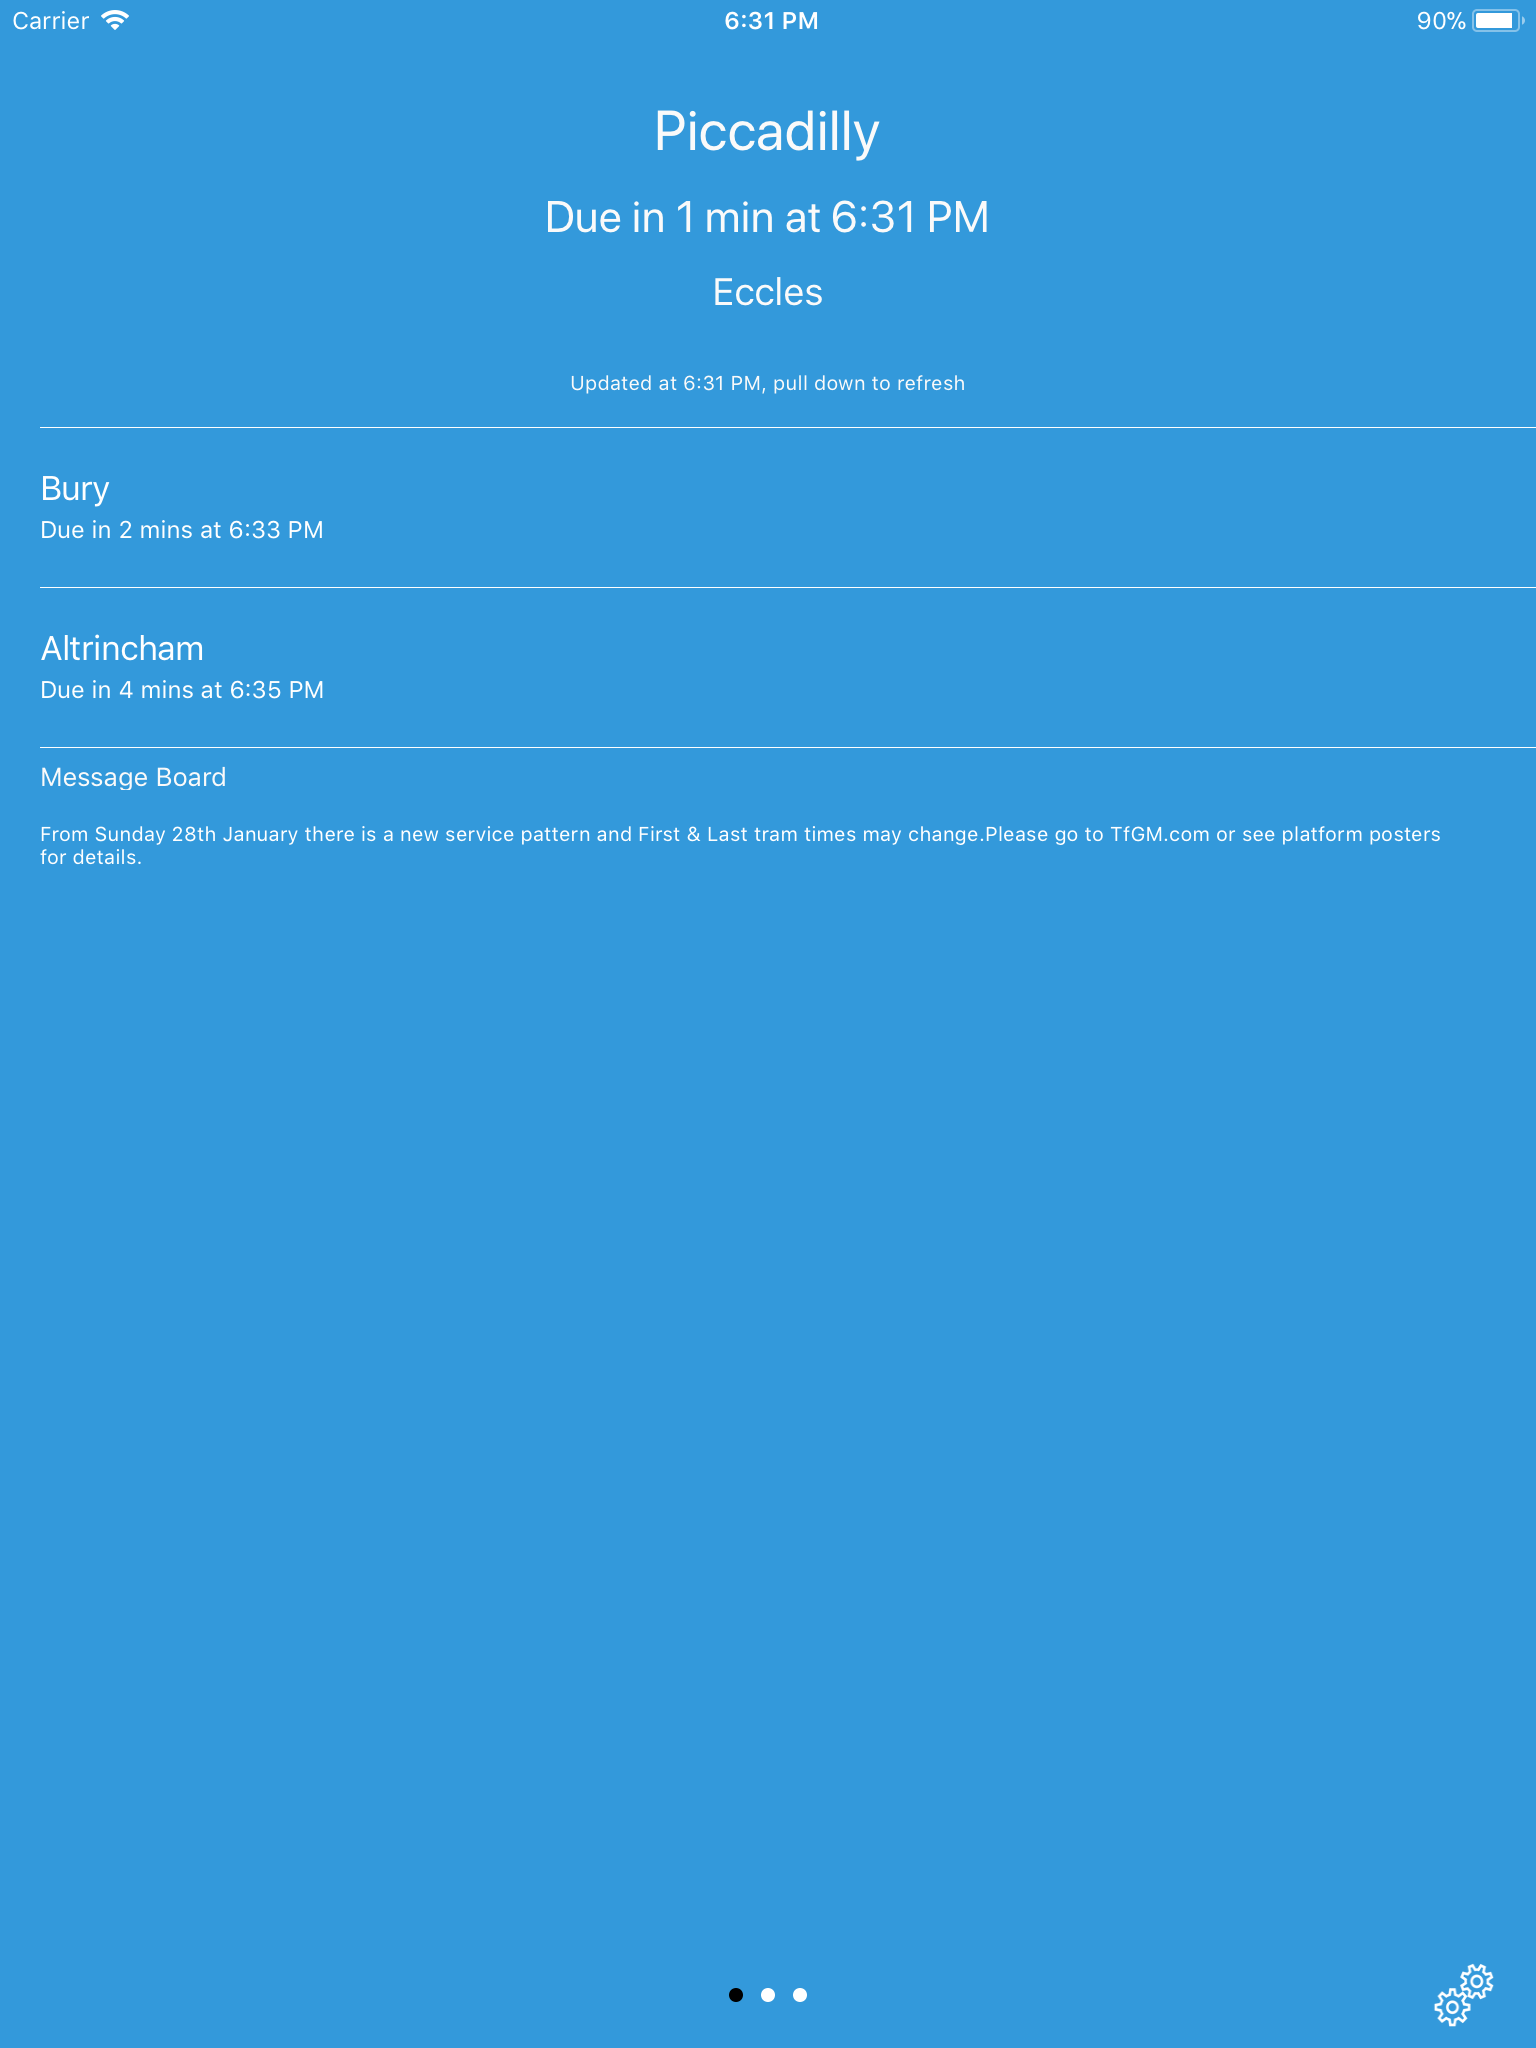 Carrier
6:31 PM
90%
Piccadilly
Due in 1 min at 6:31 PM
Eccles
Updated at 6:31 PM, pull down to refresh
Bury
Due in 2 mins at 6:33 PM
Altrincham
Due in 4 mins at 6:35 PM
Message Board
From Sunday 28th January there is a new service pattern and First & Last tram times may change.Please go to TfGM.com or see platform posters
for details.